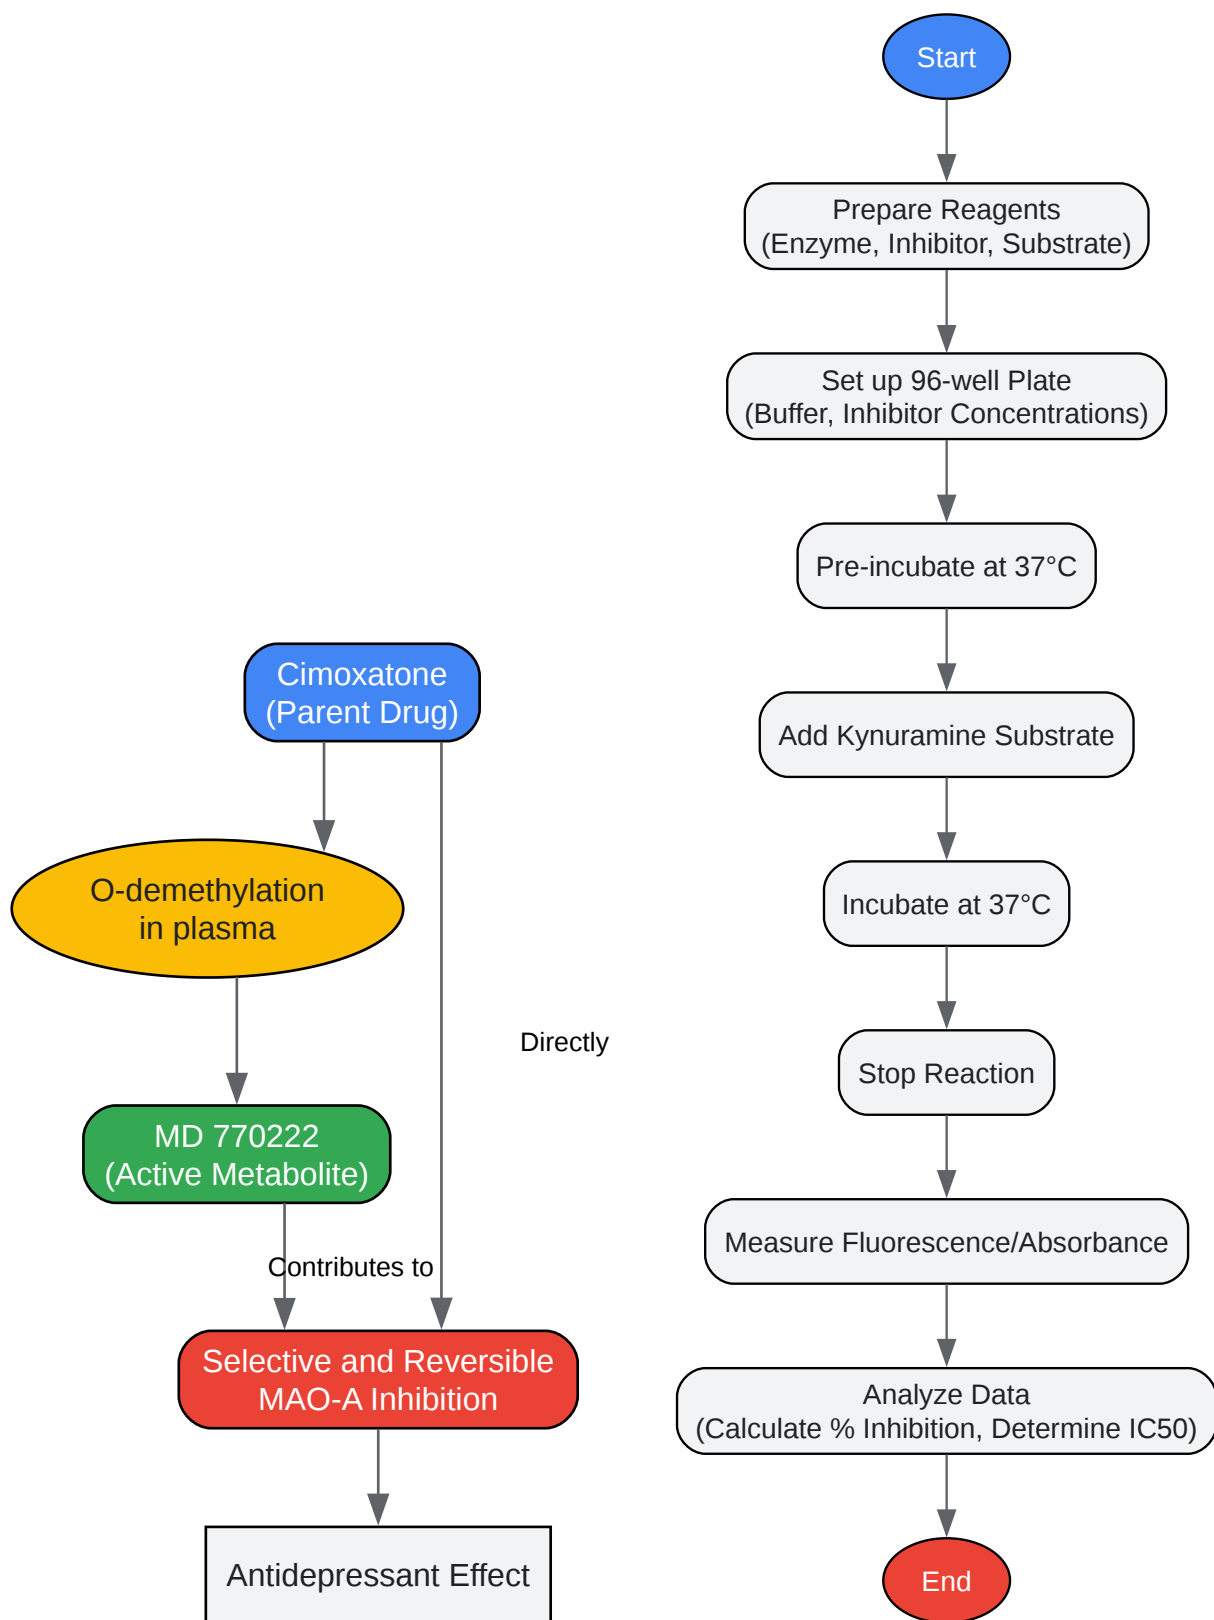 Cimoxatone
(Parent Drug)
O-demethylation
in plasma
Directly
MD 770222
(Active Metabolite)
Contributes to
Selective and Reversible
MAO-A Inhibition
Antidepressant Effect
Start
Prepare Reagents
(Enzyme, Inhibitor, Substrate)
Set up 96-well Plate
(Buffer, Inhibitor Concentrations)
Pre-incubate at 37°C
Add Kynuramine Substrate
Incubate at 37°C
Stop Reaction
Measure Fluorescence/Absorbance
Analyze Data
(Calculate % Inhibition, Determine IC50)
End